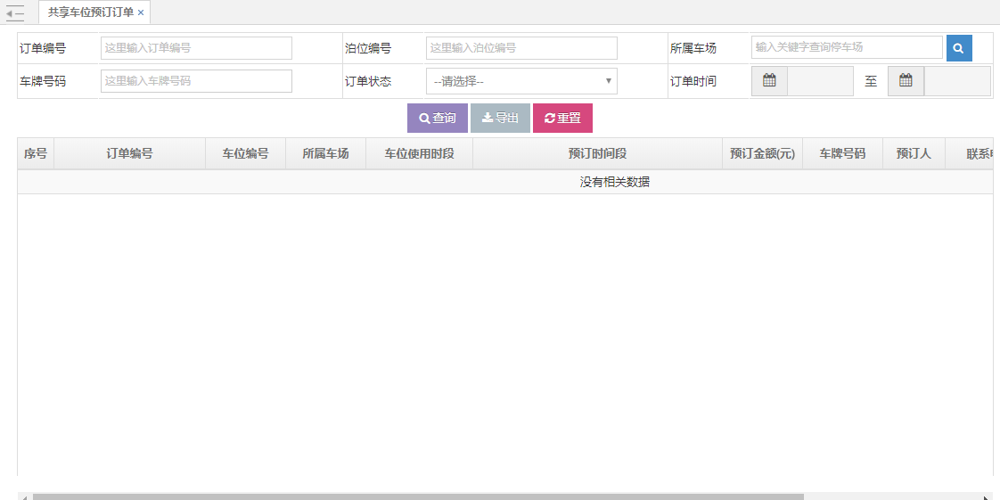 共享车位预订订单 ×
订单编号 这里输入订单编号 泊位编号 这里输入泊位编号 所属车场 输入关键字查询停车场
车牌号码 这里输入车牌号码 订单状态 --请选择-- 订单时间 至
查询 导出 重置
序号 订单编号 车位编号 所属车场 车位使用时段 预订时间段 预订金额(元) 车牌号码 预订人 联系
没有相关数据